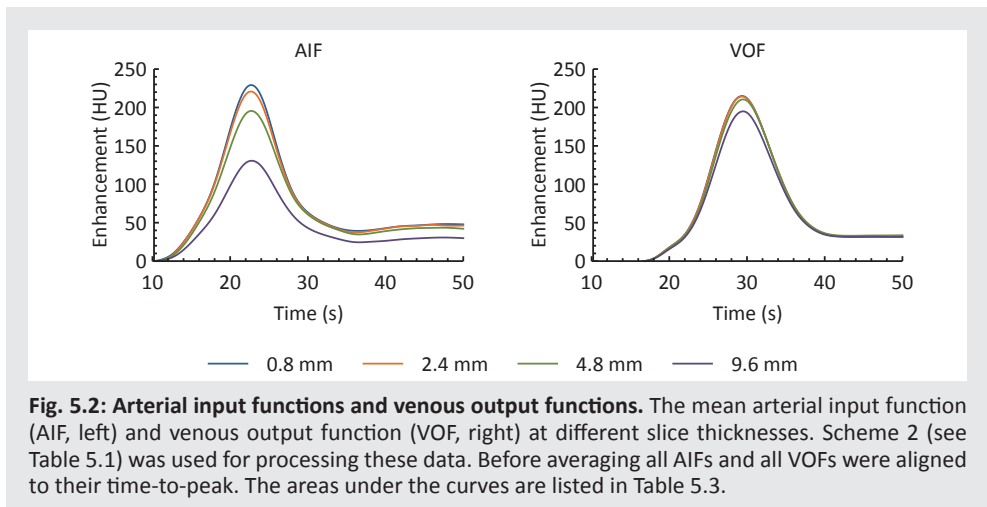 AIF
VOF
250
200
150
100
50
0
Enhancement (HU)
10 20 30 40 50
Time (s)
250
200
150
100
50
0
Enhancement (HU)
10 20 30 40 50
Time (s)
0.8 mm 2.4 mm 4.8 mm 9.6 mm
Fig. 5.2: Arterial input functions and venous output functions. The mean arterial input function
(AIF, left) and venous output function (VOF, right) at different slice thicknesses. Scheme 2 (see
Table 5.1) was used for processing these data. Before averaging all AIFs and all VOFs were aligned
to their time-to-peak. The areas under the curves are listed in Table 5.3.